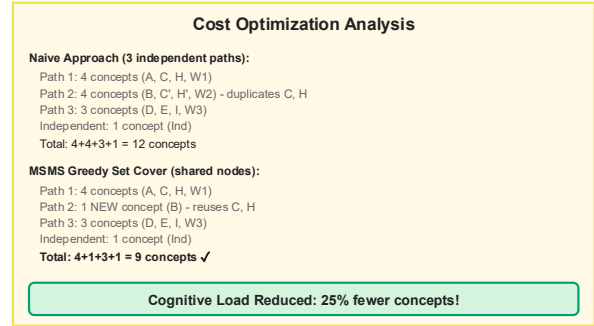 Cost Optimization Analysis
Naive Approach (3 independent paths):
Path 1: 4 concepts (A, C, H, W1)
Path 2: 4 concepts (B, C', H', W2) - duplicates C, H
Path 3: 3 concepts (D, E, I, W3)
Independent: 1 concept (Ind)
Total: 4+4+3+1 = 12 concepts
MSMS Greedy Set Cover (shared nodes):
Path 1: 4 concepts (A, C, H, W1)
Path 2: 1 NEW concept (B) - reuses C, H
Path 3: 3 concepts (D, E, I, W3)
Independent: 1 concept (Ind)
Total: 4+1+3+1 = 9 concepts ✓
Cognitive Load Reduced: 25% fewer concepts!